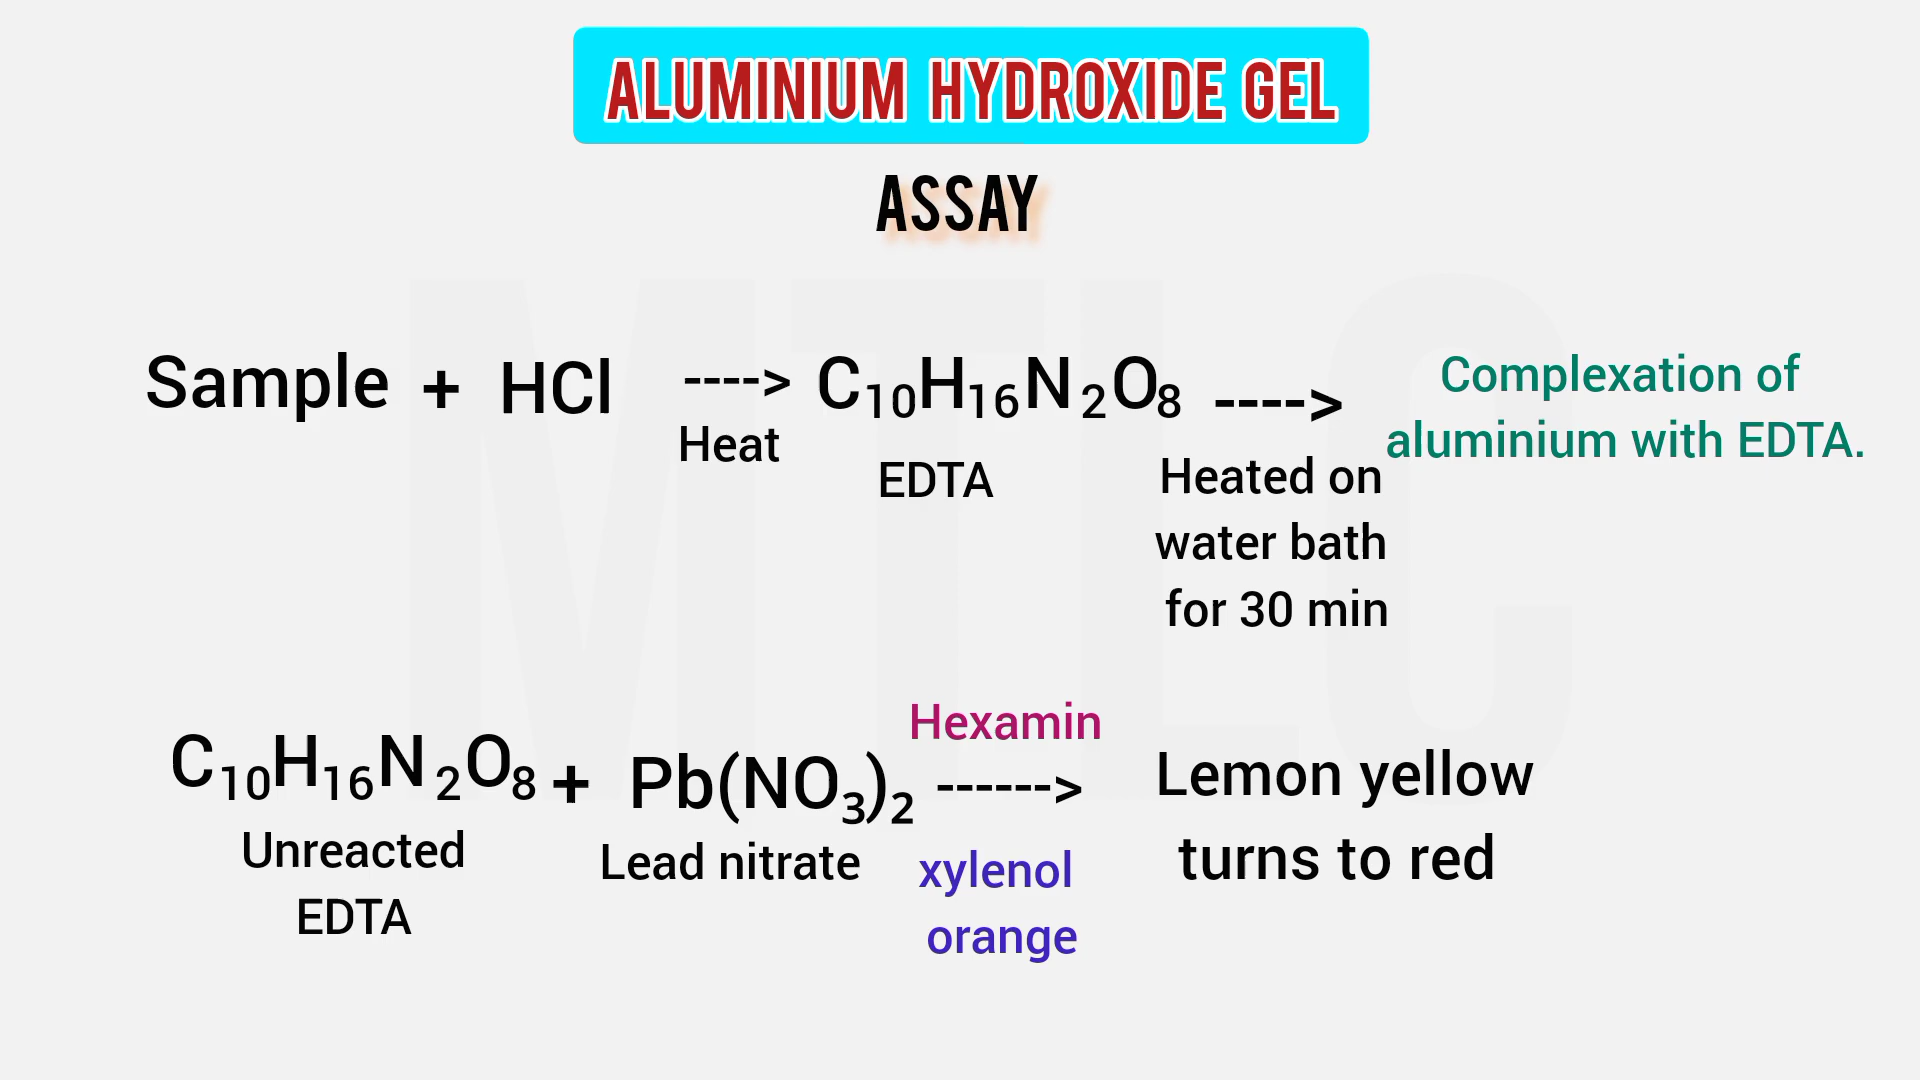 ALUMINIUM HYDROXIDE GEL
ASSAY
MTLC
Sample + HCl ----> C₁₀H₁₆N₂O₈ ----> Complexation of
aluminium with EDTA.
Heat
EDTA
Heated on
water bath
for 30 min
Hexamin
C₁₀H₁₆N₂O₈ + Pb(NO₃)₂ ------> Lemon yellow
turns to red
Unreacted
EDTA
Lead nitrate
xylenol
orange